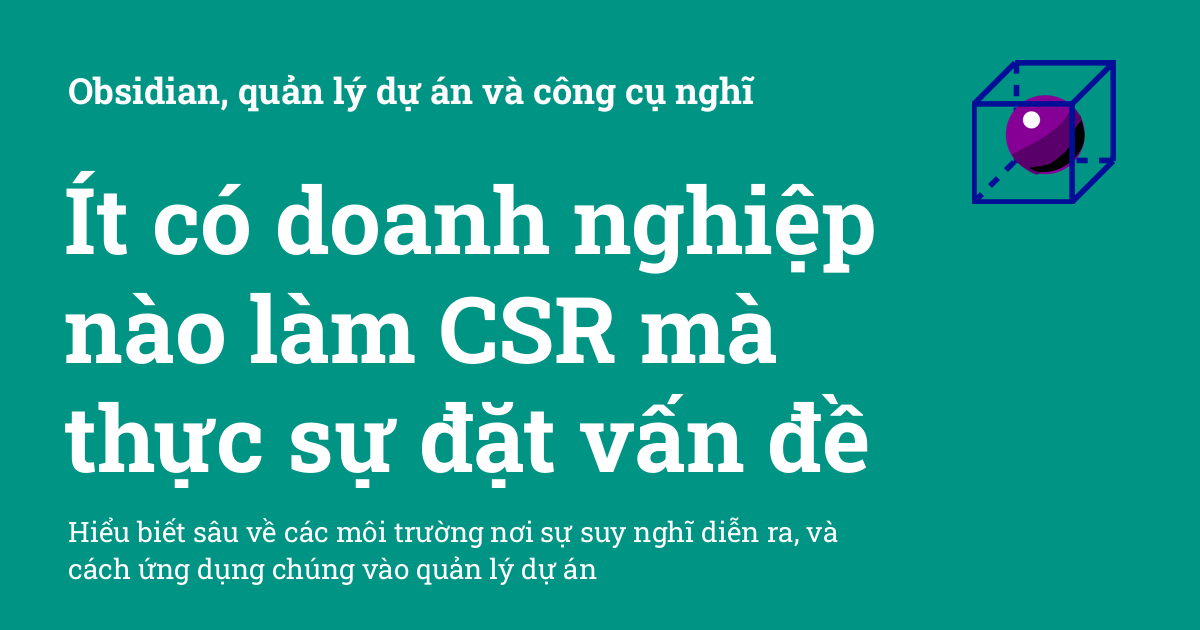 Obsidian, quản lý dự án và công cụ nghĩ
Ít có doanh nghiệp
nào làm CSR mà
thực sự đặt vấn đề
Hiểu biết sâu về các môi trường nơi sự suy nghĩ diễn ra, và
cách ứng dụng chúng vào quản lý dự án